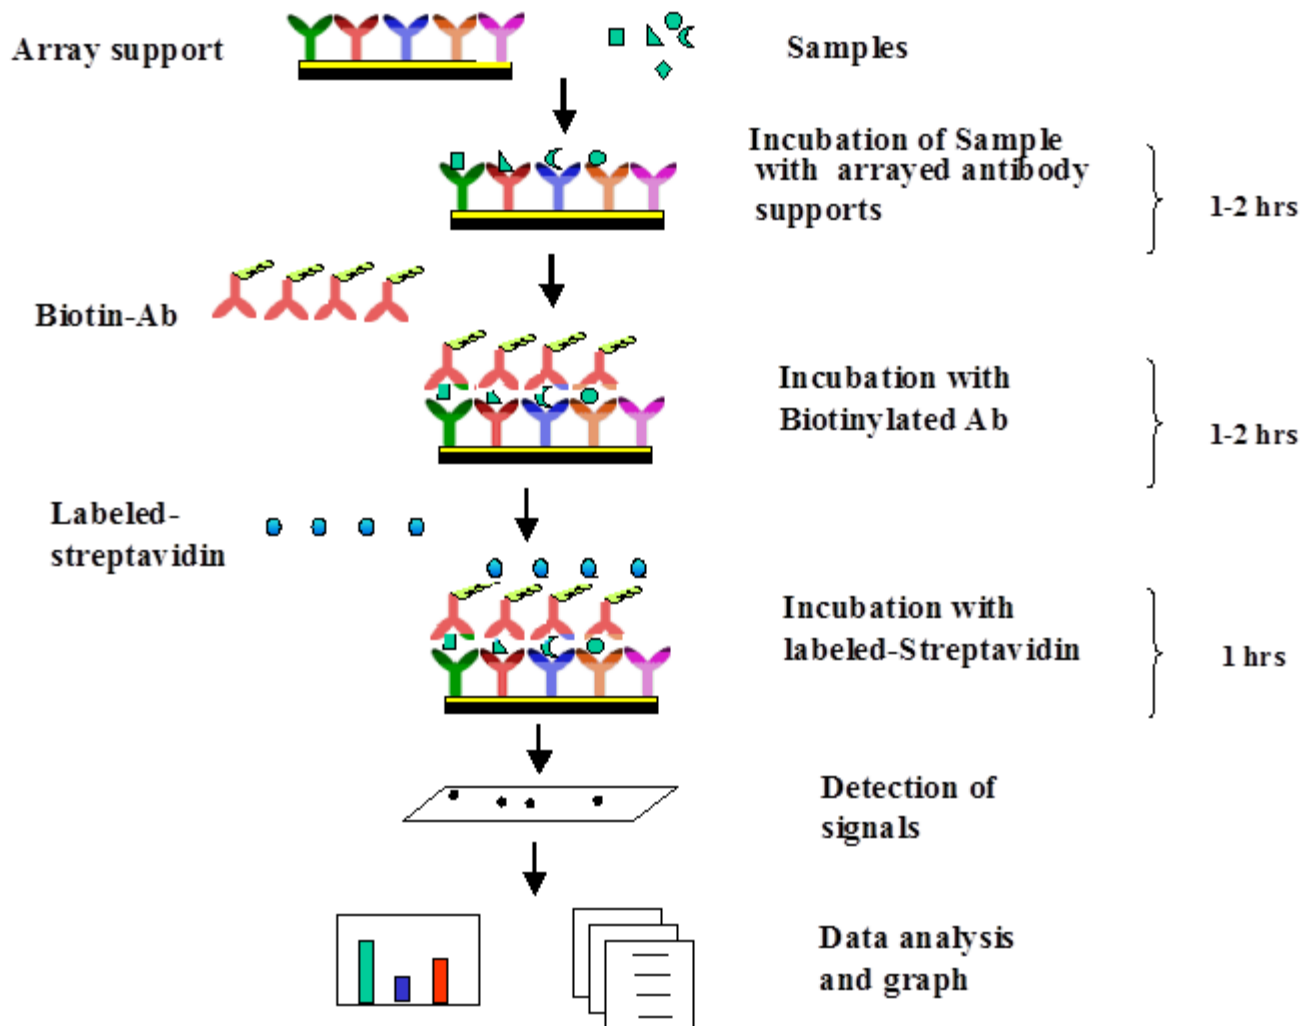 Array support
Samples
Incubation of Sample
with arrayed antibody
supports
1-2 hrs
Biotin-Ab
Incubation with
Biotinylated Ab
1-2 hrs
Labeled-
streptavidin
Incubation with
labeled-Streptavidin
1 hrs
Detection of
signals
Data analysis
and graph